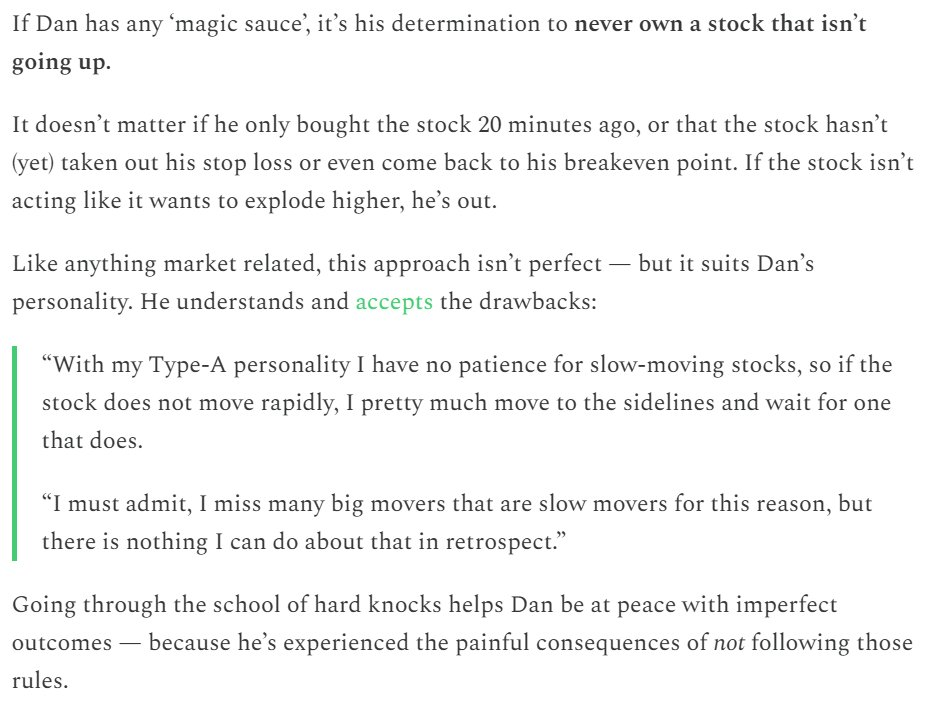 If Dan has any ‘magic sauce’, it’s his determination to never own a stock that isn’t
going up.
It doesn’t matter if he only bought the stock 20 minutes ago, or that the stock hasn’t
(yet) taken out his stop loss or even come back to his breakeven point. If the stock isn’t
acting like it wants to explode higher, he’s out.
Like anything market related, this approach isn’t perfect — but it suits Dan’s
personality. He understands and accepts the drawbacks:
“With my Type-A personality I have no patience for slow-moving stocks, so if the
stock does not move rapidly, I pretty much move to the sidelines and wait for one
that does.
“I must admit, I miss many big movers that are slow movers for this reason, but
there is nothing I can do about that in retrospect.”
Going through the school of hard knocks helps Dan be at peace with imperfect
outcomes — because he’s experienced the painful consequences of not following those
rules.